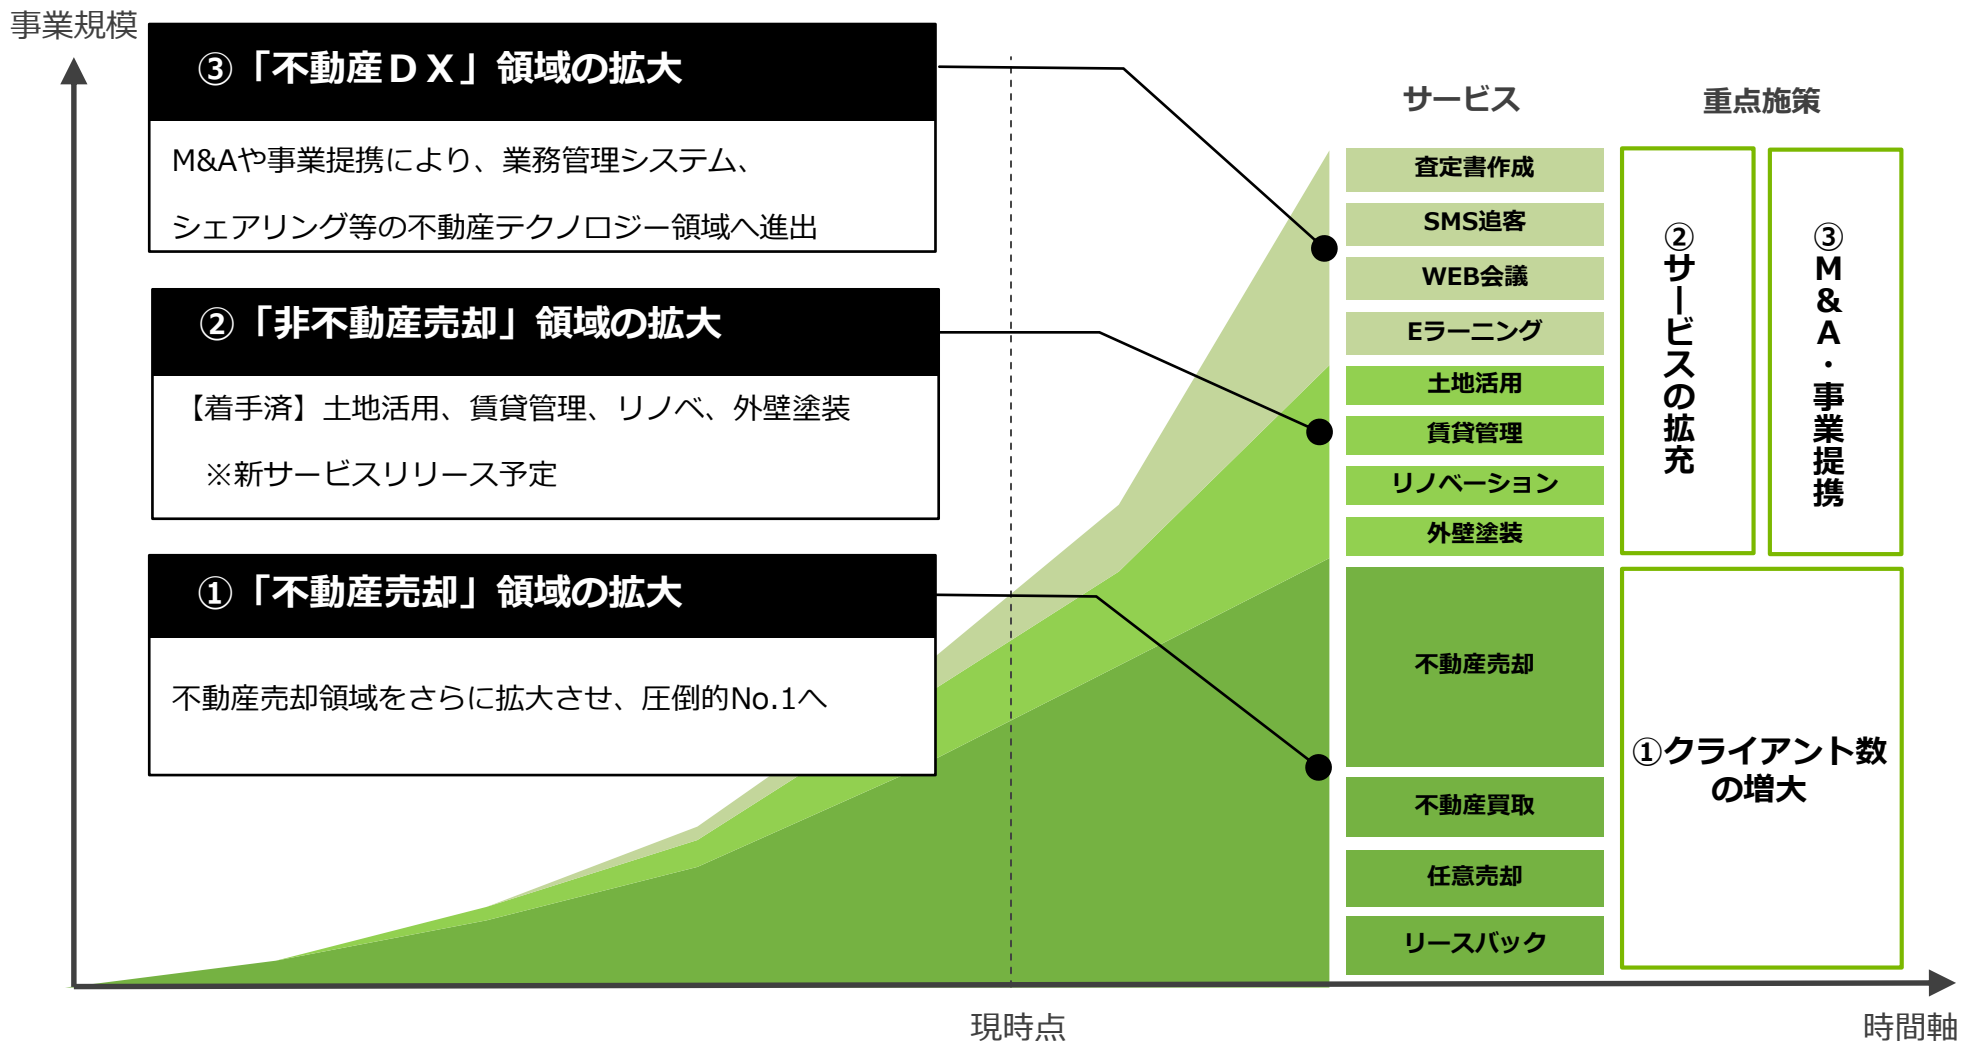 事業規模
③「不動産ＤＸ」領域の拡大
M&Aや事業提携により、業務管理システム、
シェアリング等の不動産テクノロジー領域へ進出
②「非不動産売却」領域の拡大
【着手済】土地活用、賃貸管理、リノベ、外壁塗装
※新サービスリリース予定
①「不動産売却」領域の拡大
不動産売却領域をさらに拡大させ、圧倒的No.1へ
サービス
査定書作成
SMS追客
WEB会議
Eラーニング
土地活用
賃貸管理
リノベーション
外壁塗装
不動産売却
不動産買取
任意売却
リースバック
重点施策
②サービスの拡充
③M&A・事業提携
①クライアント数
の増大
現時点
時間軸